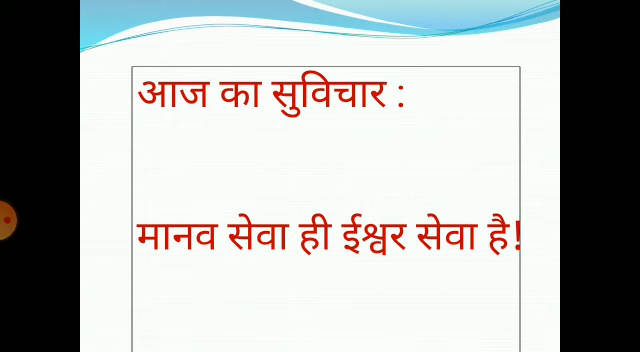 आज का सुविचार :
मानव सेवा ही ईश्वर सेवा है!